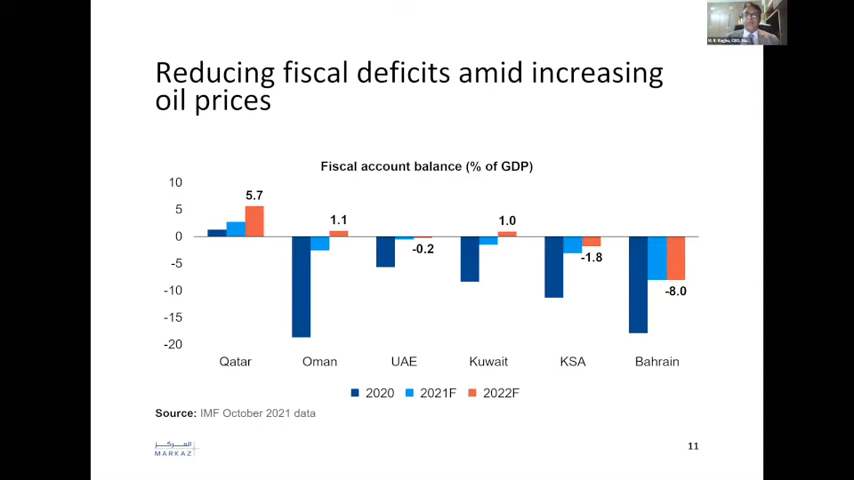 Reducing fiscal deficits amid increasing
oil prices
Fiscal account balance (% of GDP)
10
5
0
-5
-10
-15
-20
5.7
1.1
-0.2
1.0
-1.8
-8.0
Qatar Oman UAE Kuwait KSA Bahrain
2020 2021F 2022F
Source: IMF October 2021 data
المركز
MARKAZ
11